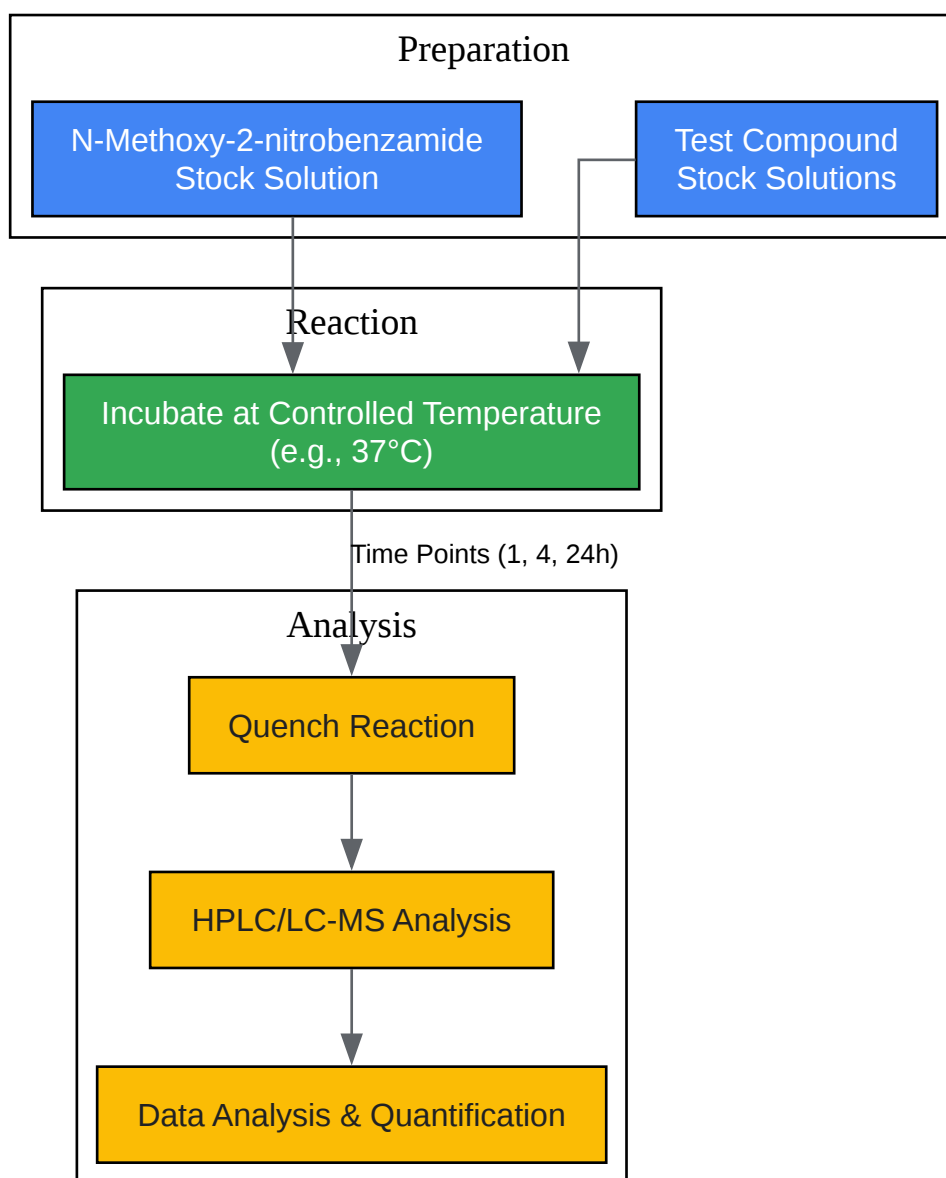 Preparation
N-Methoxy-2-nitrobenzamide
Stock Solution
Test Compound
Stock Solutions
Reaction
Incubate at Controlled Temperature
(e.g., 37°C)
Time Points (1, 4, 24h)
Analysis
Quench Reaction
HPLC/LC-MS Analysis
Data Analysis & Quantification